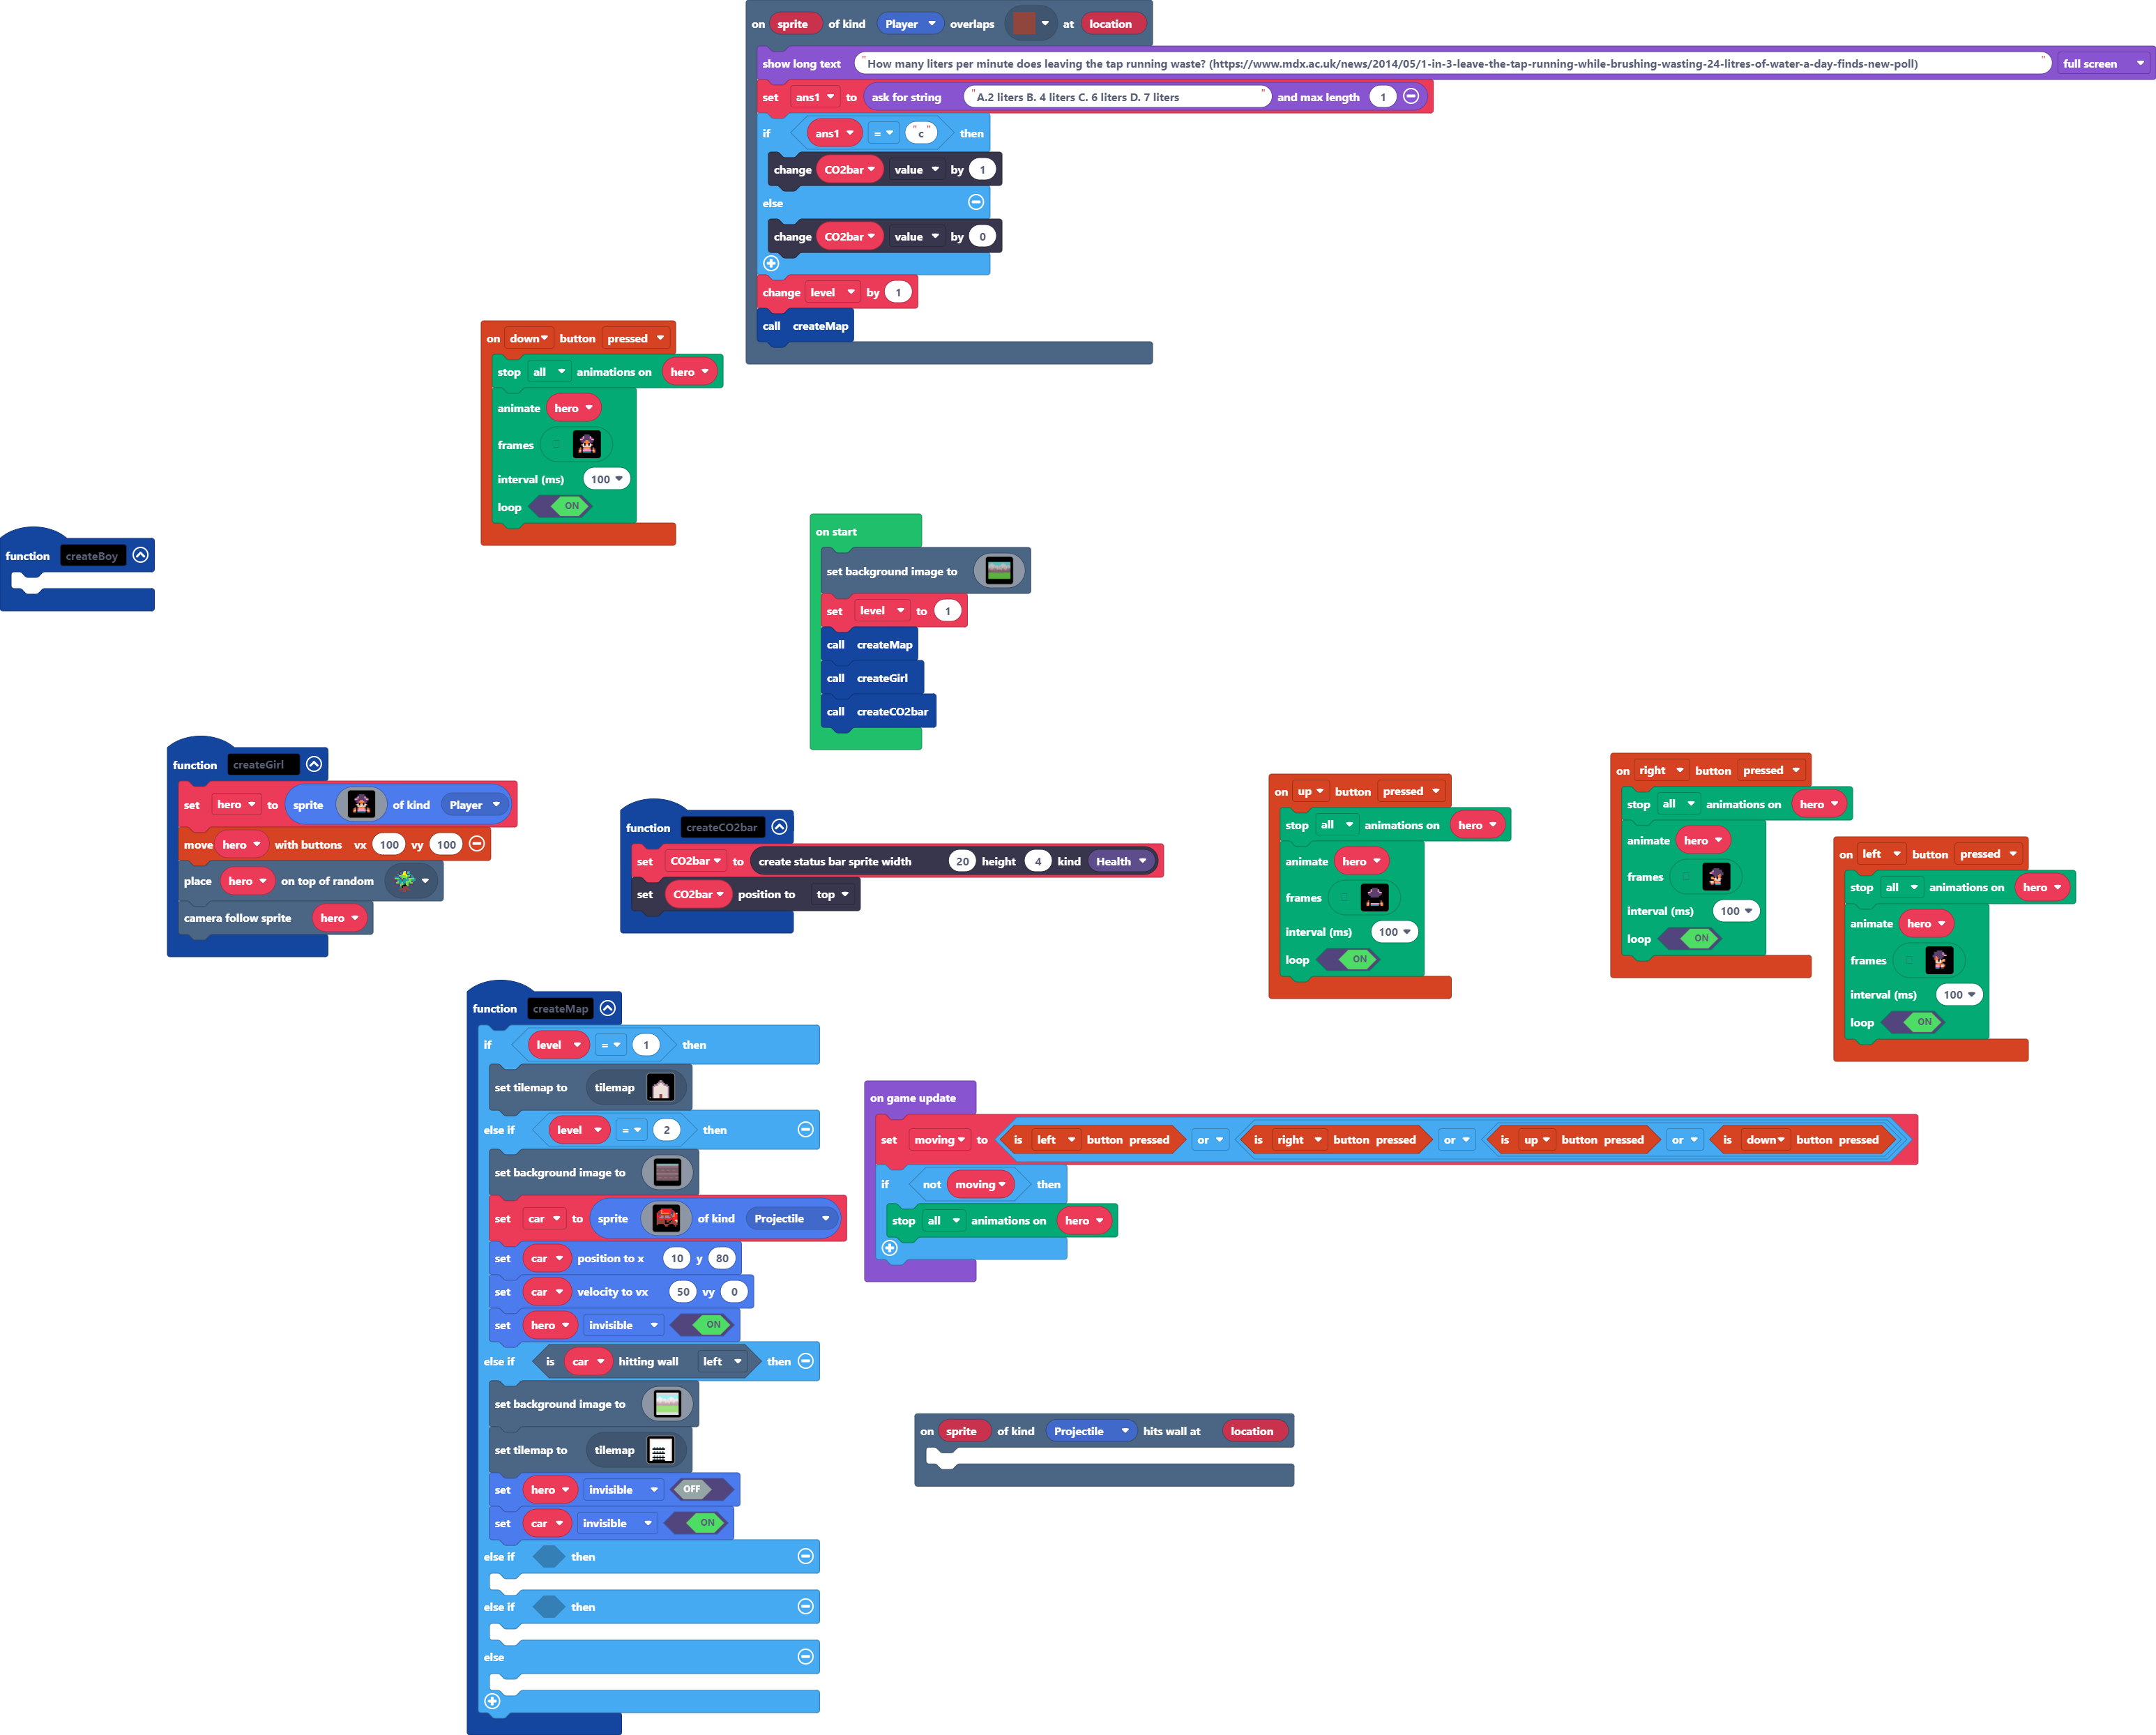 on sprite of kind Player overlaps at location
show long text "How many liters per minute does leaving the tap running waste? (https://www.mdx.ac.uk/news/2014/05/1-in-3-leave-the-tap-running-while-brushing-wasting-24-litres-of-water-a-day-finds-new-poll)" full screen
set ans1 to ask for string "A.2 liters B. 4 liters C. 6 liters D. 7 liters" and max length 1
if ans1 = "c" then
change CO2bar value by 1
else
change CO2bar value by 0
change level by 1
call createMap
on down button pressed
stop all animations on hero
animate hero
frames
interval (ms) 100
loop ON
function createBoy
on start
set background image to
set level to 1
call createMap
call createGirl
call createCO2bar
function createGirl
set hero to sprite of kind Player
move hero with buttons vx 100 vy 100
place hero on top of random
camera follow sprite hero
function createCO2bar
set CO2bar to create status bar sprite width 20 height 4 kind Health
set CO2bar position to top
on up button pressed
stop all animations on hero
animate hero
frames
interval (ms) 100
loop ON
on right button pressed
stop all animations on hero
animate hero
frames
interval (ms) 100
loop ON
on left button pressed
stop all animations on hero
animate hero
frames
interval (ms) 100
loop ON
function createMap
if level = 1 then
set tilemap to tilemap
else if level = 2 then
set background image to
set car to sprite of kind Projectile
set car position to x 10 y 80
set car velocity to vx 50 vy 0
set hero invisible ON
else if is car hitting wall left then
set background image to
set tilemap to tilemap
set hero invisible OFF
set car invisible ON
else if then
else if then
else
on game update
set moving to is left button pressed or is right button pressed or is up button pressed or is down button pressed
if not moving then
stop all animations on hero
on sprite of kind Projectile hits wall at location